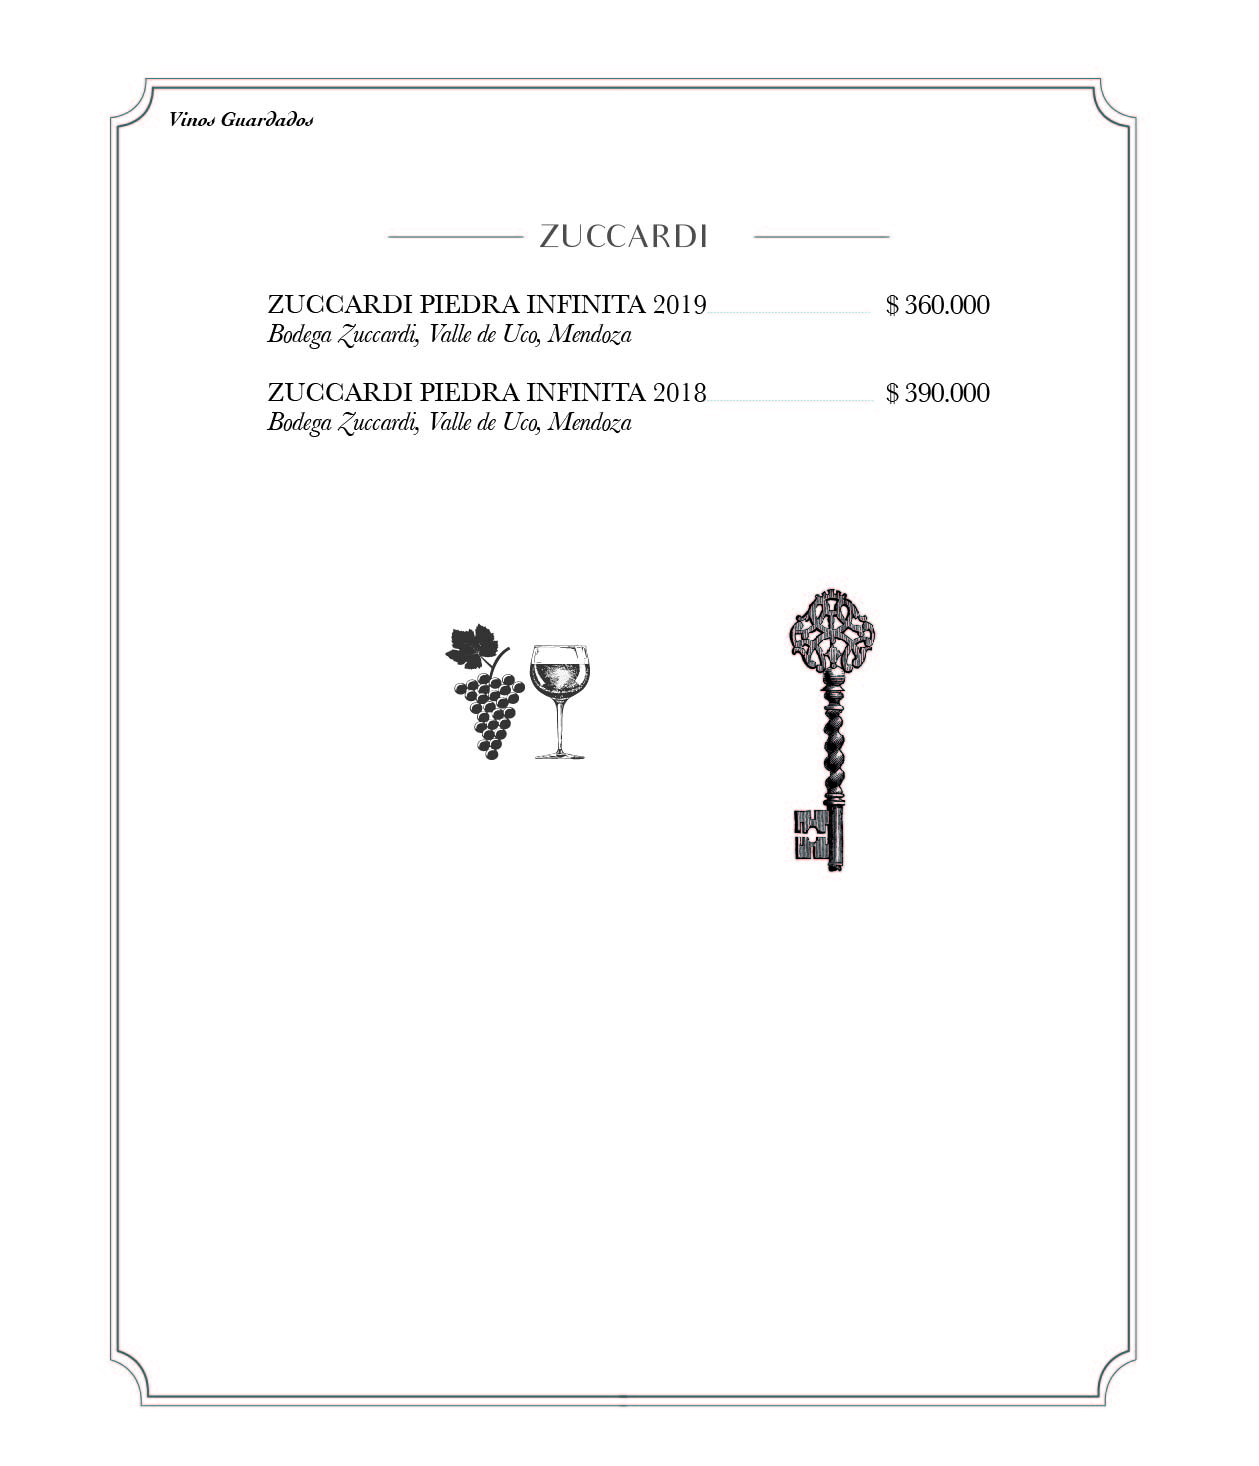 Vinos Guardados
ZUCCARDI
ZUCCARDI PIEDRA INFINITA 2019 $ 360.000
Bodega Zuccardi, Valle de Uco, Mendoza
ZUCCARDI PIEDRA INFINITA 2018 $ 390.000
Bodega Zuccardi, Valle de Uco, Mendoza